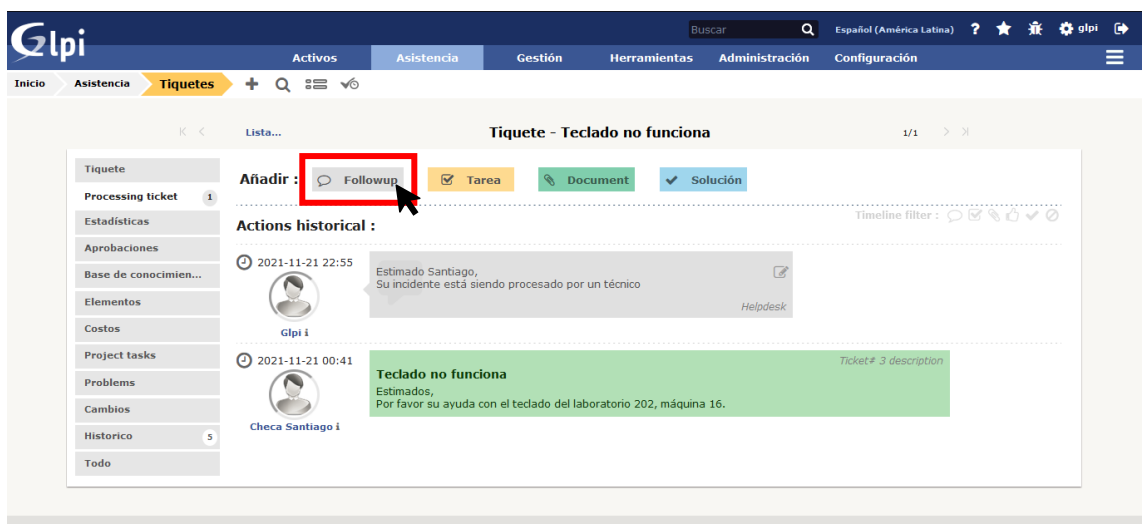 Glpi
Buscar
Español (América Latina)
?
glpi
Activos
Asistencia
Gestión
Herramientas
Administración
Configuración
Inicio
Asistencia
Tiquetes
Lista...
Tiquete - Teclado no funciona
1/1
Tiquete
Processing ticket 1
Estadísticas
Aprobaciones
Base de conocimien...
Elementos
Costos
Project tasks
Problems
Cambios
Historico 5
Todo
Añadir :
Followup
Tarea
Document
Solución
Actions historical :
Timeline filter :
2021-11-21 22:55
Glpi i
Estimado Santiago,
Su incidente está siendo procesado por un técnico
Helpdesk
2021-11-21 00:41
Checa Santiago i
Ticket# 3 description
Teclado no funciona
Estimados,
Por favor su ayuda con el teclado del laboratorio 202, máquina 16.